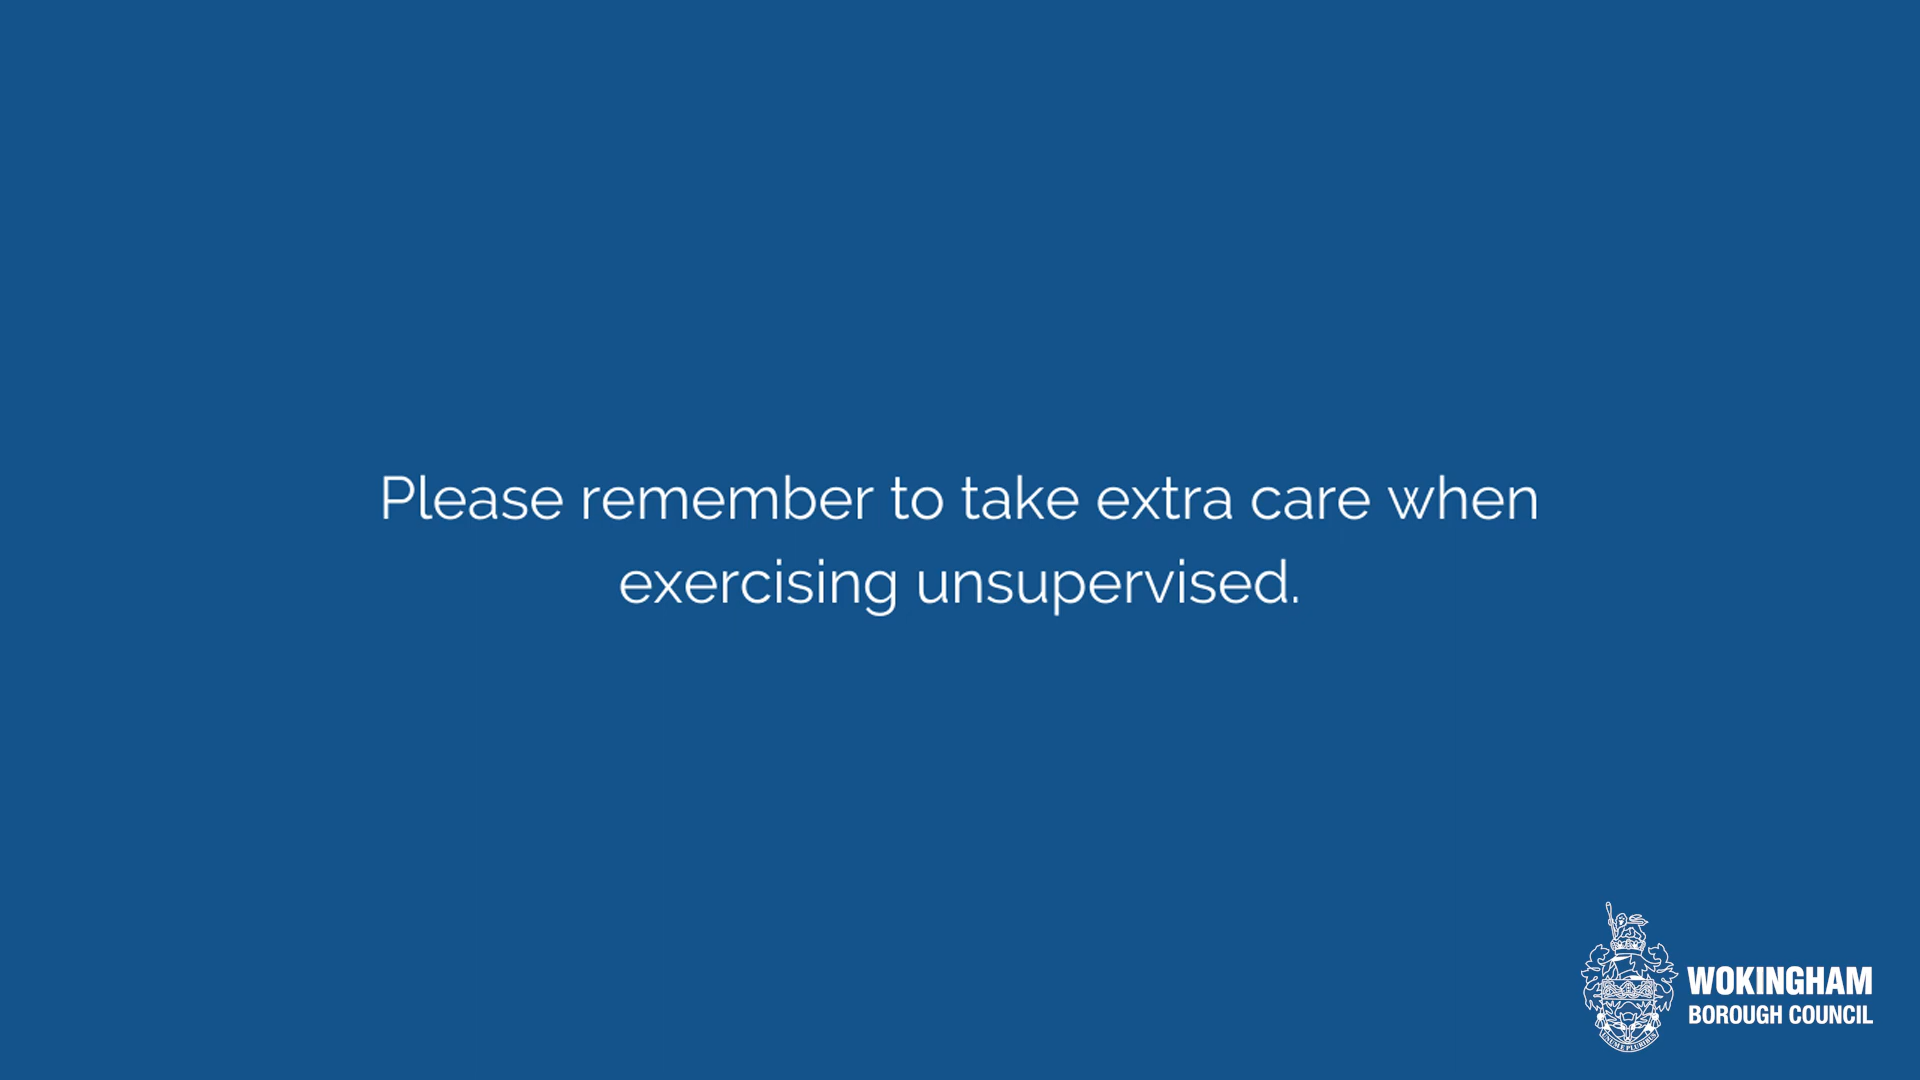 Please remember to take extra care when
exercising unsupervised.
WOKINGHAM
BOROUGH COUNCIL